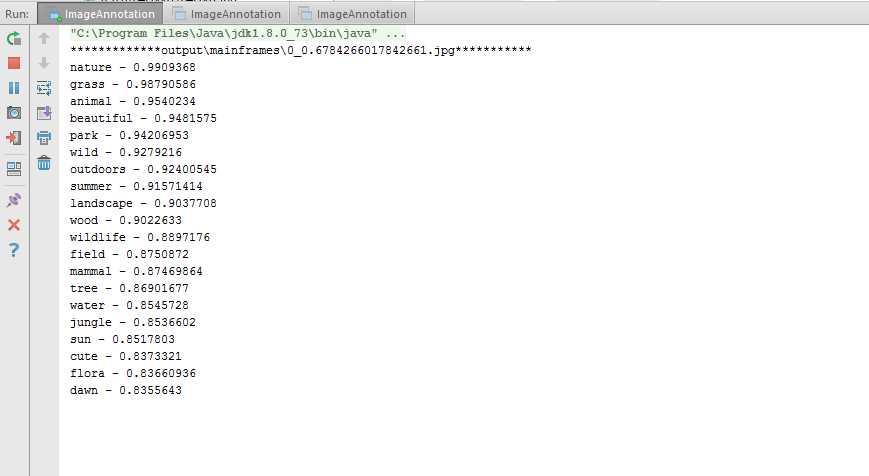 Run: ImageAnnotation ImageAnnotation ImageAnnotation
"C:\Program Files\Java\jdk1.8.0_73\bin\java" ...
*************output\mainframes\0_0.6784266017842661.jpg***********
nature - 0.9909368
grass - 0.98790586
animal - 0.9540234
beautiful - 0.9481575
park - 0.94206953
wild - 0.9279216
outdoors - 0.92400545
summer - 0.91571414
landscape - 0.9037708
wood - 0.9022633
wildlife - 0.8897176
field - 0.8750872
mammal - 0.87469864
tree - 0.86901677
water - 0.8545728
jungle - 0.8536602
sun - 0.8517803
cute - 0.8373321
flora - 0.83660936
dawn - 0.8355643